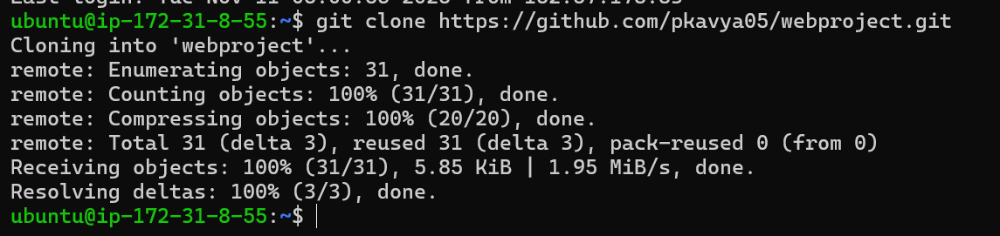 ubuntu@ip-172-31-8-55:~$ git clone https://github.com/pkavya05/webproject.git
Cloning into 'webproject'...
remote: Enumerating objects: 31, done.
remote: Counting objects: 100% (31/31), done.
remote: Compressing objects: 100% (20/20), done.
remote: Total 31 (delta 3), reused 31 (delta 3), pack-reused 0 (from 0)
Receiving objects: 100% (31/31), 5.85 KiB | 1.95 MiB/s, done.
Resolving deltas: 100% (3/3), done.
ubuntu@ip-172-31-8-55:~$